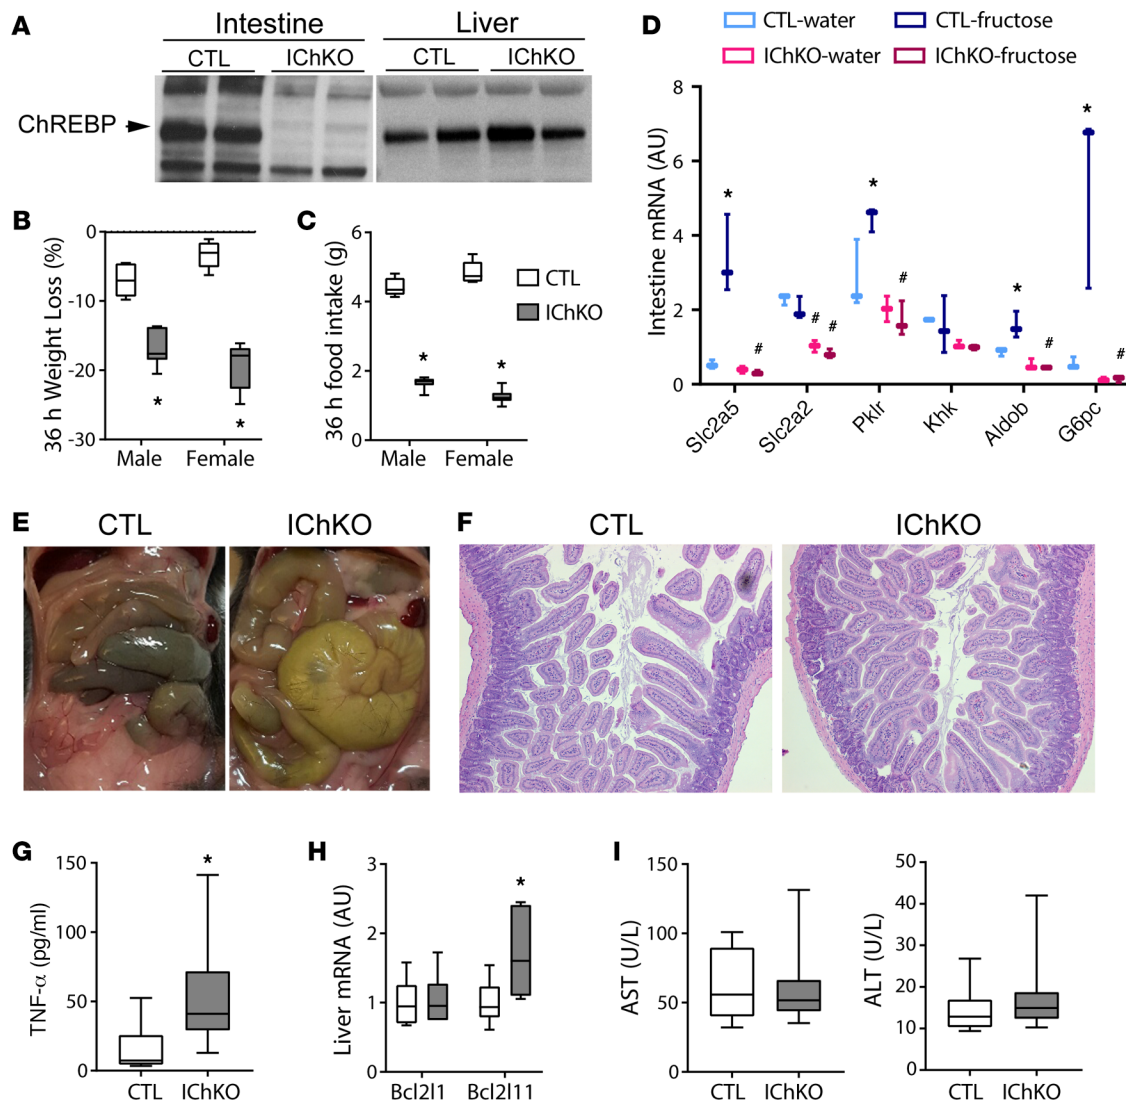 A
Intestine
Liver
CTL
IChKO
CTL
IChKO
ChREBP
B
36 h Weight Loss (%)
0
-10
-20
-30
*
*
Male
Female
C
36 h food intake (g)
6
4
2
0
*
*
Male
Female
CTL
IChKO
D
CTL-water
CTL-fructose
IChKO-water
IChKO-fructose
Intestine mRNA (AU)
8
6
4
2
0
*
#
#
#
*
#
*
#
*
#
Slc2a5
Slc2a2
Pklr
Khk
Aldob
G6pc
E
CTL
IChKO
F
CTL
IChKO
G
TNF-α (pg/ml)
150
100
50
0
*
CTL
IChKO
H
Liver mRNA (AU)
3
2
1
0
*
Bcl2l1
Bcl2l11
I
AST (U/L)
150
100
50
0
CTL
IChKO
ALT (U/L)
50
40
30
20
10
0
CTL
IChKO